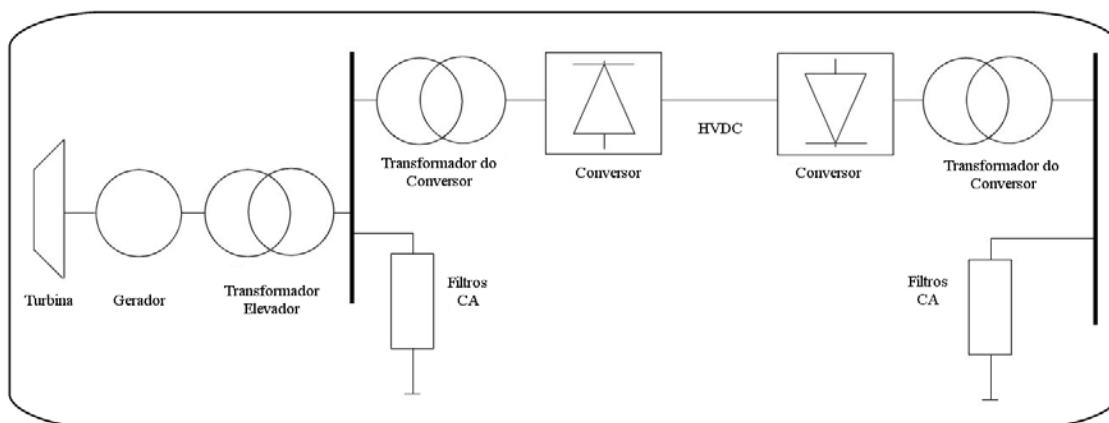 HVDC
Transformador do
Conversor
Conversor
Conversor
Transformador do
Conversor
Turbina
Gerador
Transformador
Elevador
Filtros
CA
Filtros
CA